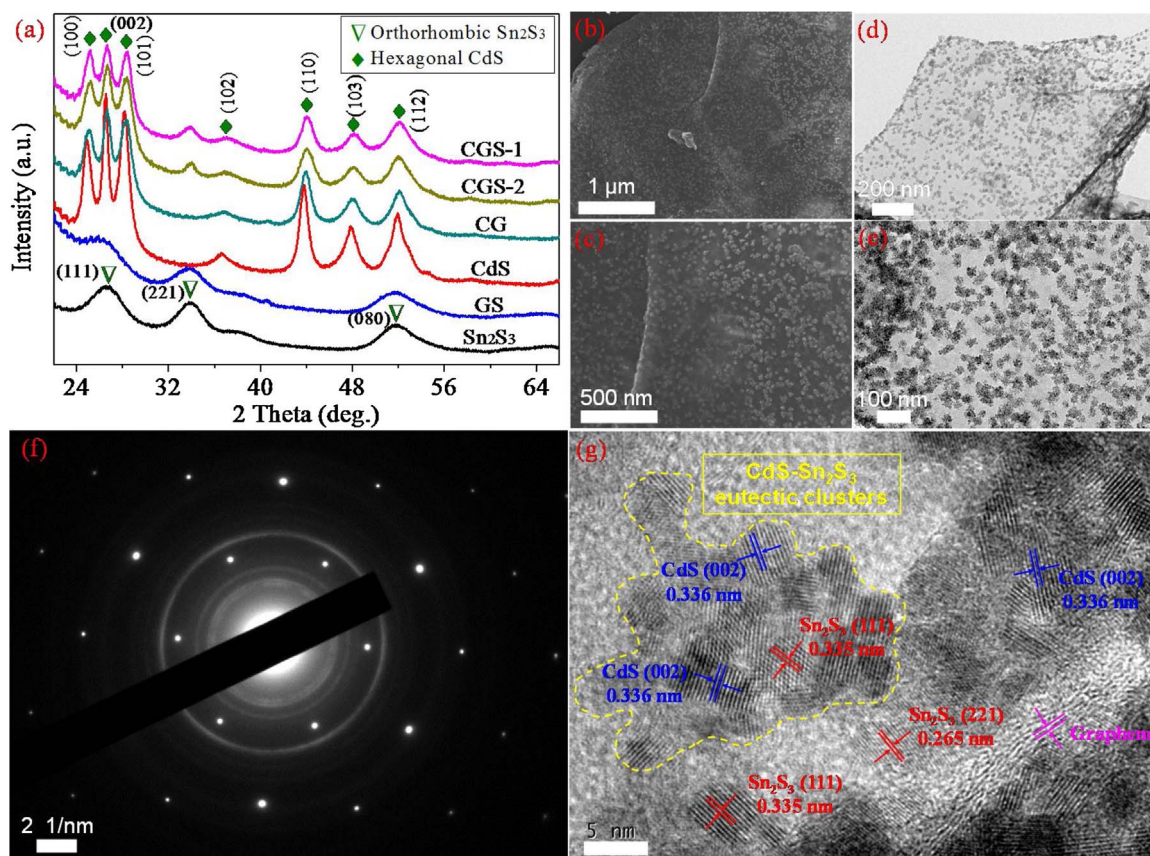 (a)
(100)
(002)
(101)
(102)
(110)
(103)
(112)
Orthorhombic Sn₂S₃
Hexagonal CdS
CGS-1
CGS-2
CG
CdS
GS
Sn₂S₃
(111)
(221)
(080)
Intensity (a.u.)
22 32 40 48 56 66
2 Theta (deg.)
(b)
1 µm
(c)
500 nm
(d)
200 nm
(e)
100 nm
(f)
2 1/nm
(g)
CdS-Sn₂S₃
eutectic clusters
CdS (002)
0.336 nm
CdS (002)
0.336 nm
Sn₂S₃ (111)
0.335 nm
CdS (002)
0.336 nm
Sn₂S₃ (221)
0.265 nm
Graphen
Sn₂S₃ (111)
0.335 nm
5 nm